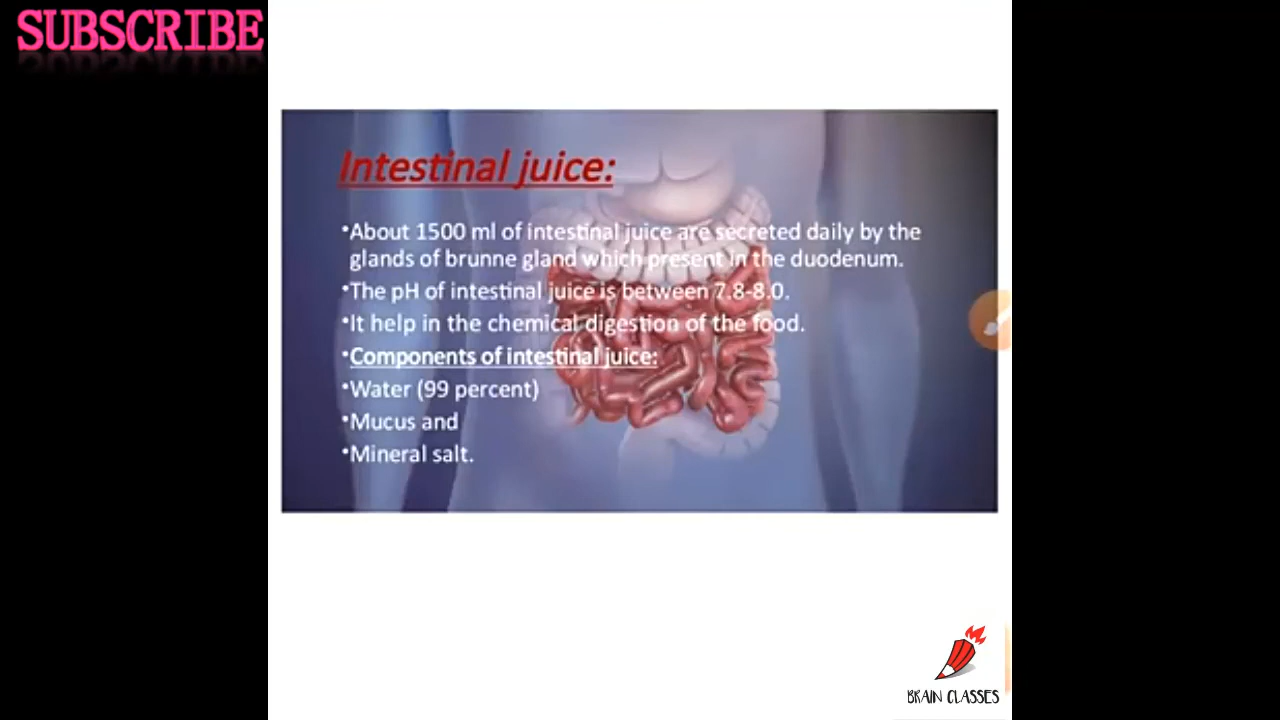 SUBSCRIBE
Intestinal juice:
•About 1500 ml of intestinal juice are secreted daily by the
glands of brunne gland which present in the duodenum.
•The pH of intestinal juice is between 7.8-8.0.
•It help in the chemical digestion of the food.
•Components of intestinal juice:
•Water (99 percent)
•Mucus and
•Mineral salt.
BRAIN CLASSES